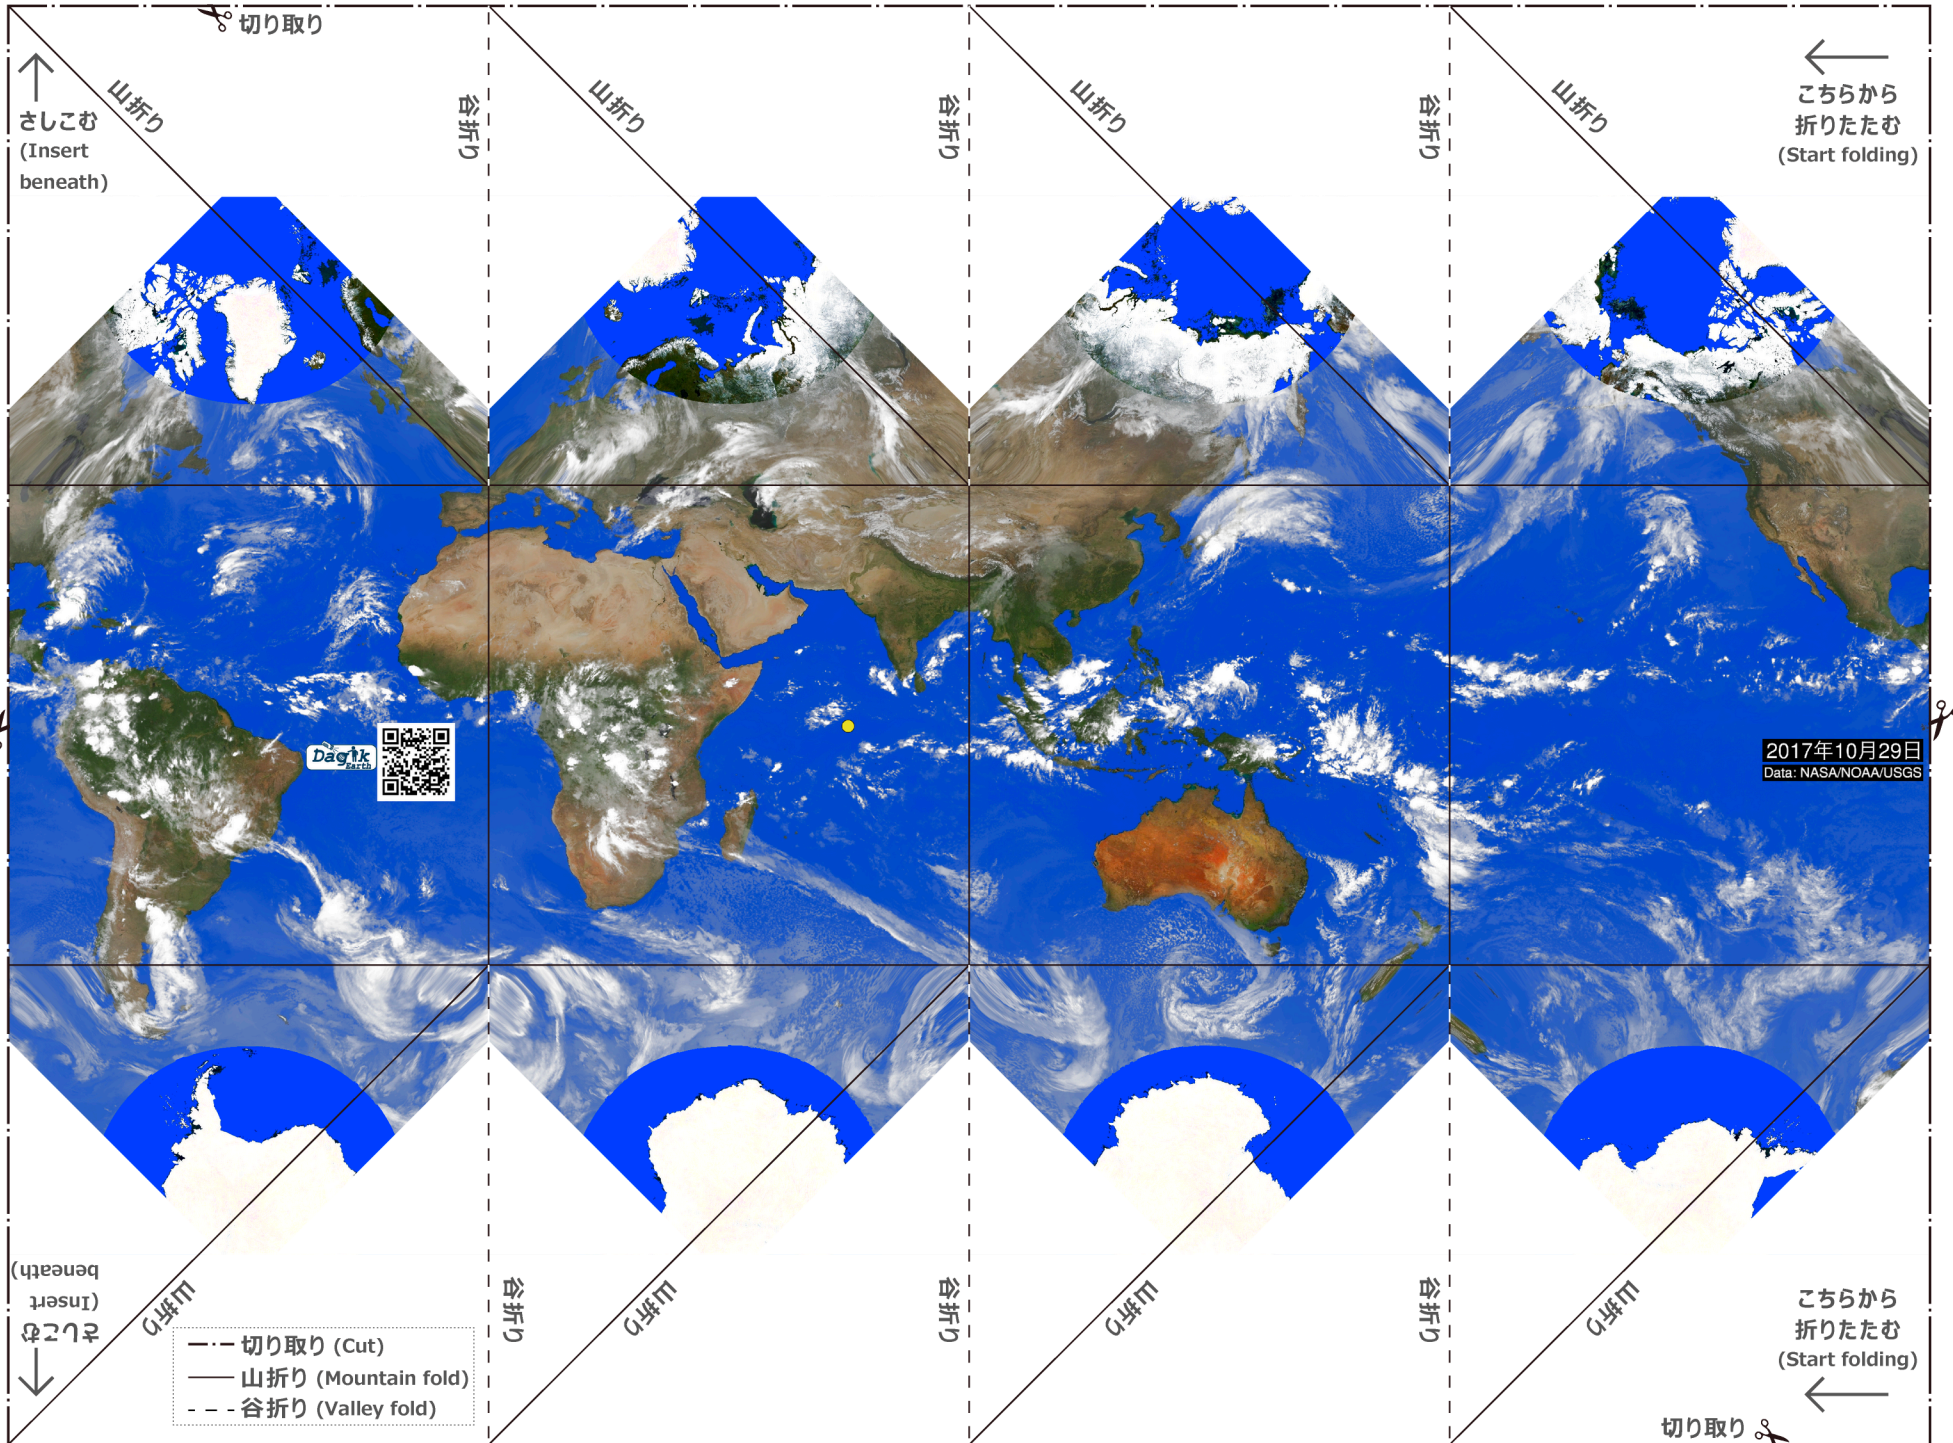 切り取り
山折り
谷折り
山折り
谷折り
山折り
谷折り
山折り
さしこむ
(Insert
beneath)
こちらから
折りたたむ
(Start folding)
Dagik
Earth
2017年10月29日
Data: NASA/NOAA/USGS
さしこむ
(Insert
beneath)
山折り
谷折り
山折り
谷折り
山折り
谷折り
山折り
こちらから
折りたたむ
(Start folding)
切り取り (Cut)
山折り (Mountain fold)
谷折り (Valley fold)
切り取り